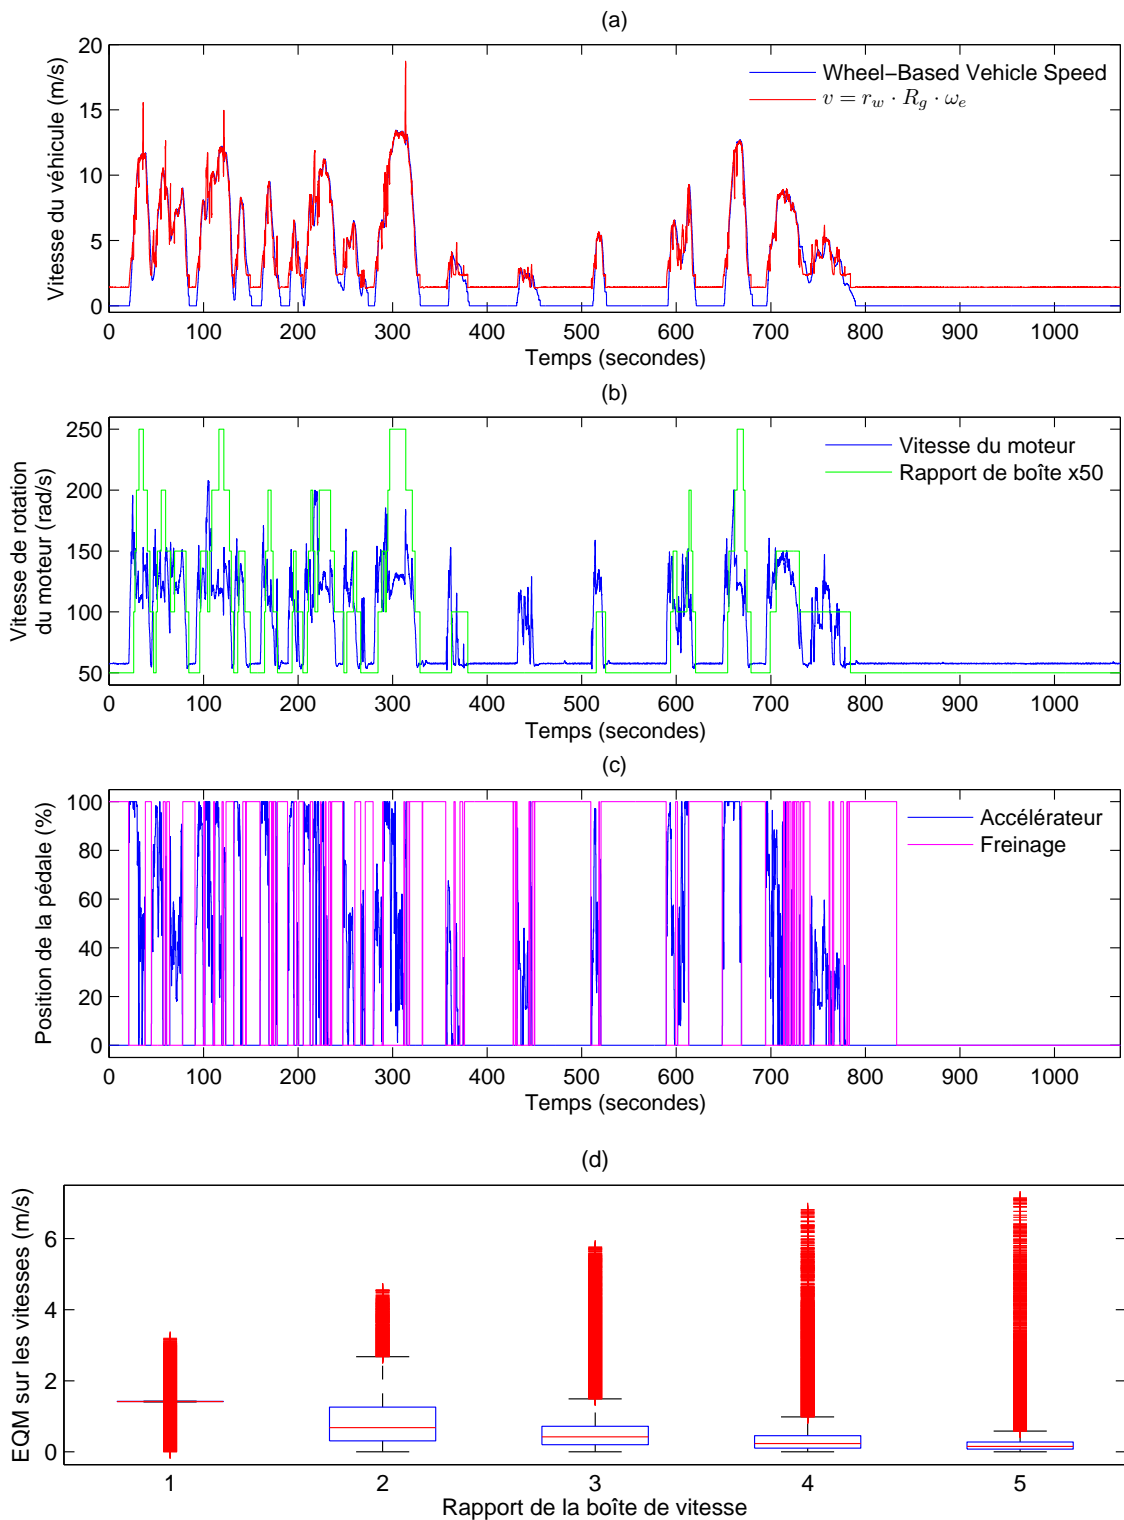 (a)
20
15
10
5
0
Vitesse du véhicule (m/s)
Wheel−Based Vehicle Speed
v = r_w · R_g · ω_e
0 100 200 300 400 500 600 700 800 900 1000
Temps (secondes)
(b)
250
200
150
100
50
Vitesse de rotation
du moteur (rad/s)
Vitesse du moteur
Rapport de boîte x50
0 100 200 300 400 500 600 700 800 900 1000
Temps (secondes)
(c)
100
80
60
40
20
0
Position de la pédale (%)
Accélérateur
Freinage
0 100 200 300 400 500 600 700 800 900 1000
Temps (secondes)
(d)
6
4
2
0
EQM sur les vitesses (m/s)
1 2 3 4 5
Rapport de la boîte de vitesse